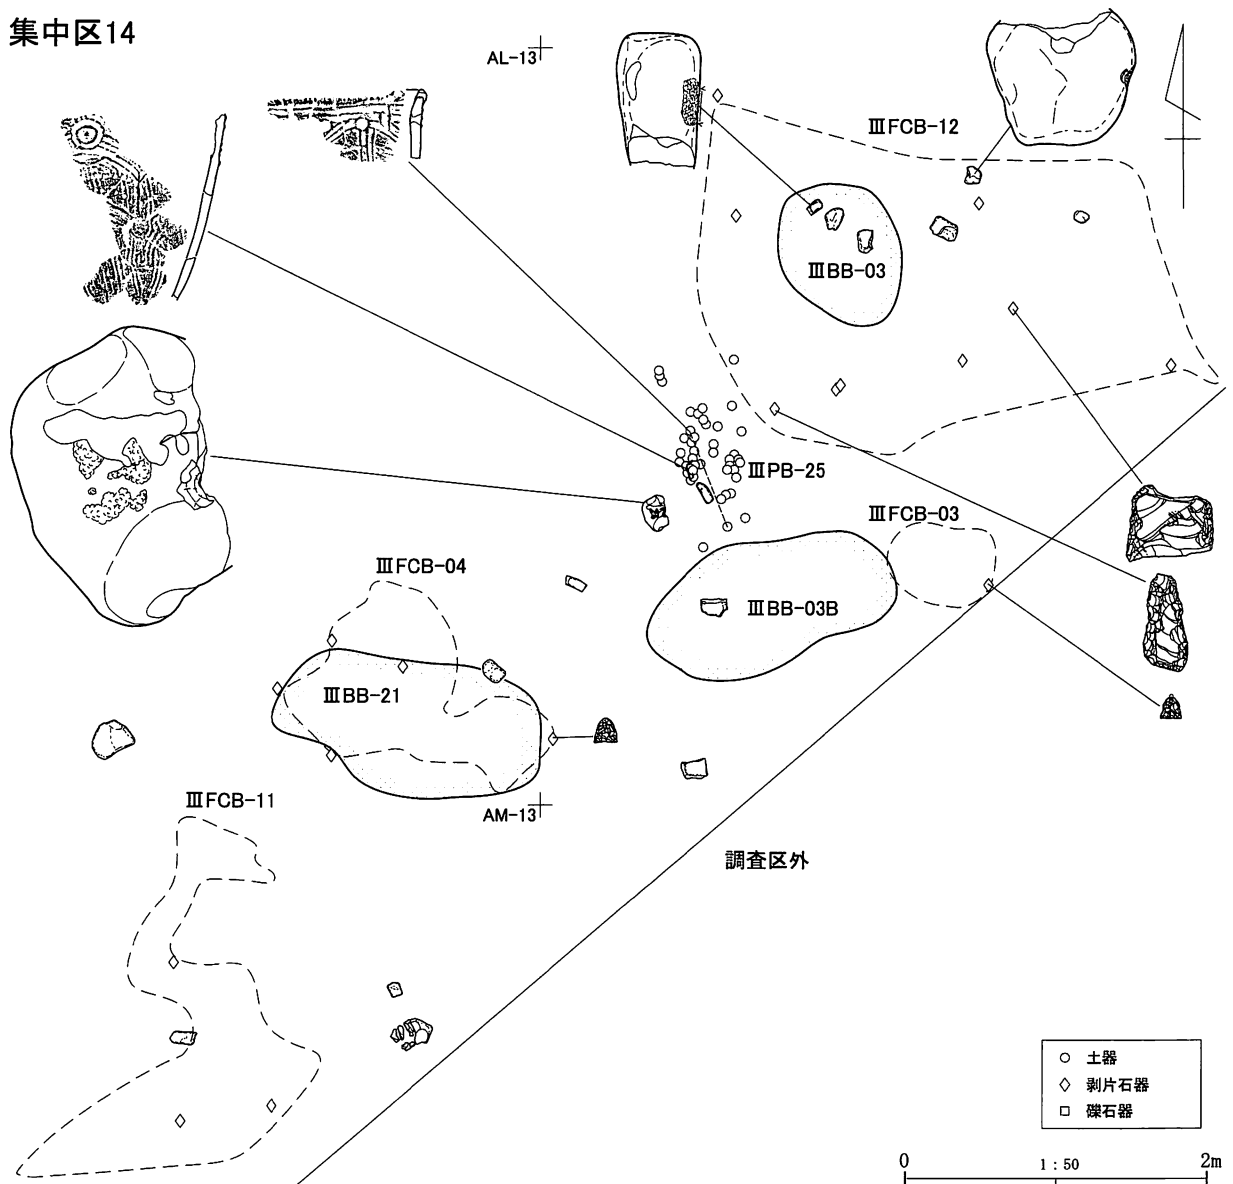 集中区14
AL-13
ⅢFCB-12
ⅢBB-03
ⅢPB-25
ⅢFCB-03
ⅢFCB-04
ⅢBB-03B
ⅢBB-21
ⅢFCB-11
AM-13
調査区外
土器
剥片石器
礫石器
0 1:50 2m